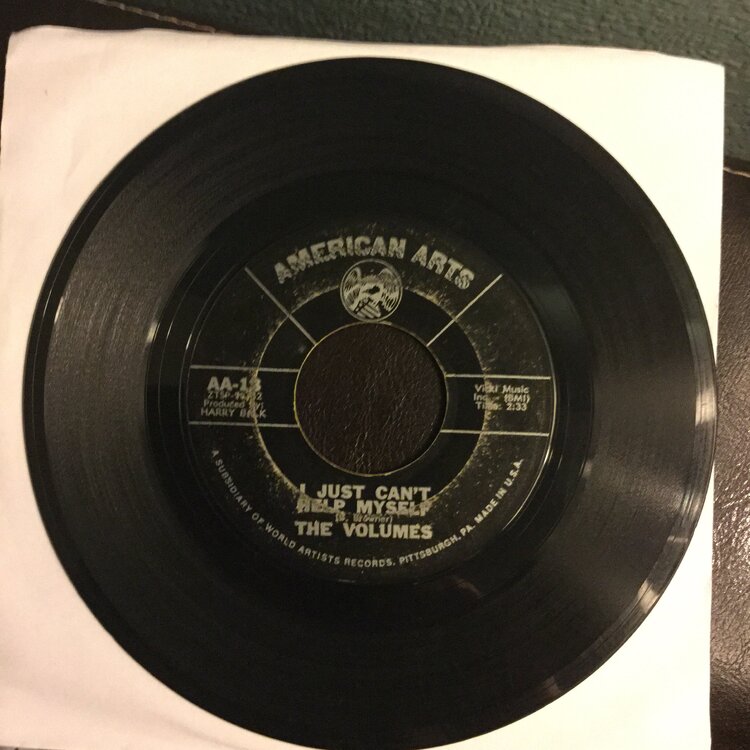 AMERICAN ARTS
AA-18
Produced by:
HARRY BALK
Vicki Music
Inc. - (BMI)
Time: 2:33
I JUST CAN'T
HELP MYSELF
THE VOLUMES
A SUBSIDIARY OF WORLD ARTISTS RECORDS, PITTSBURGH, PA. MADE IN U.S.A.